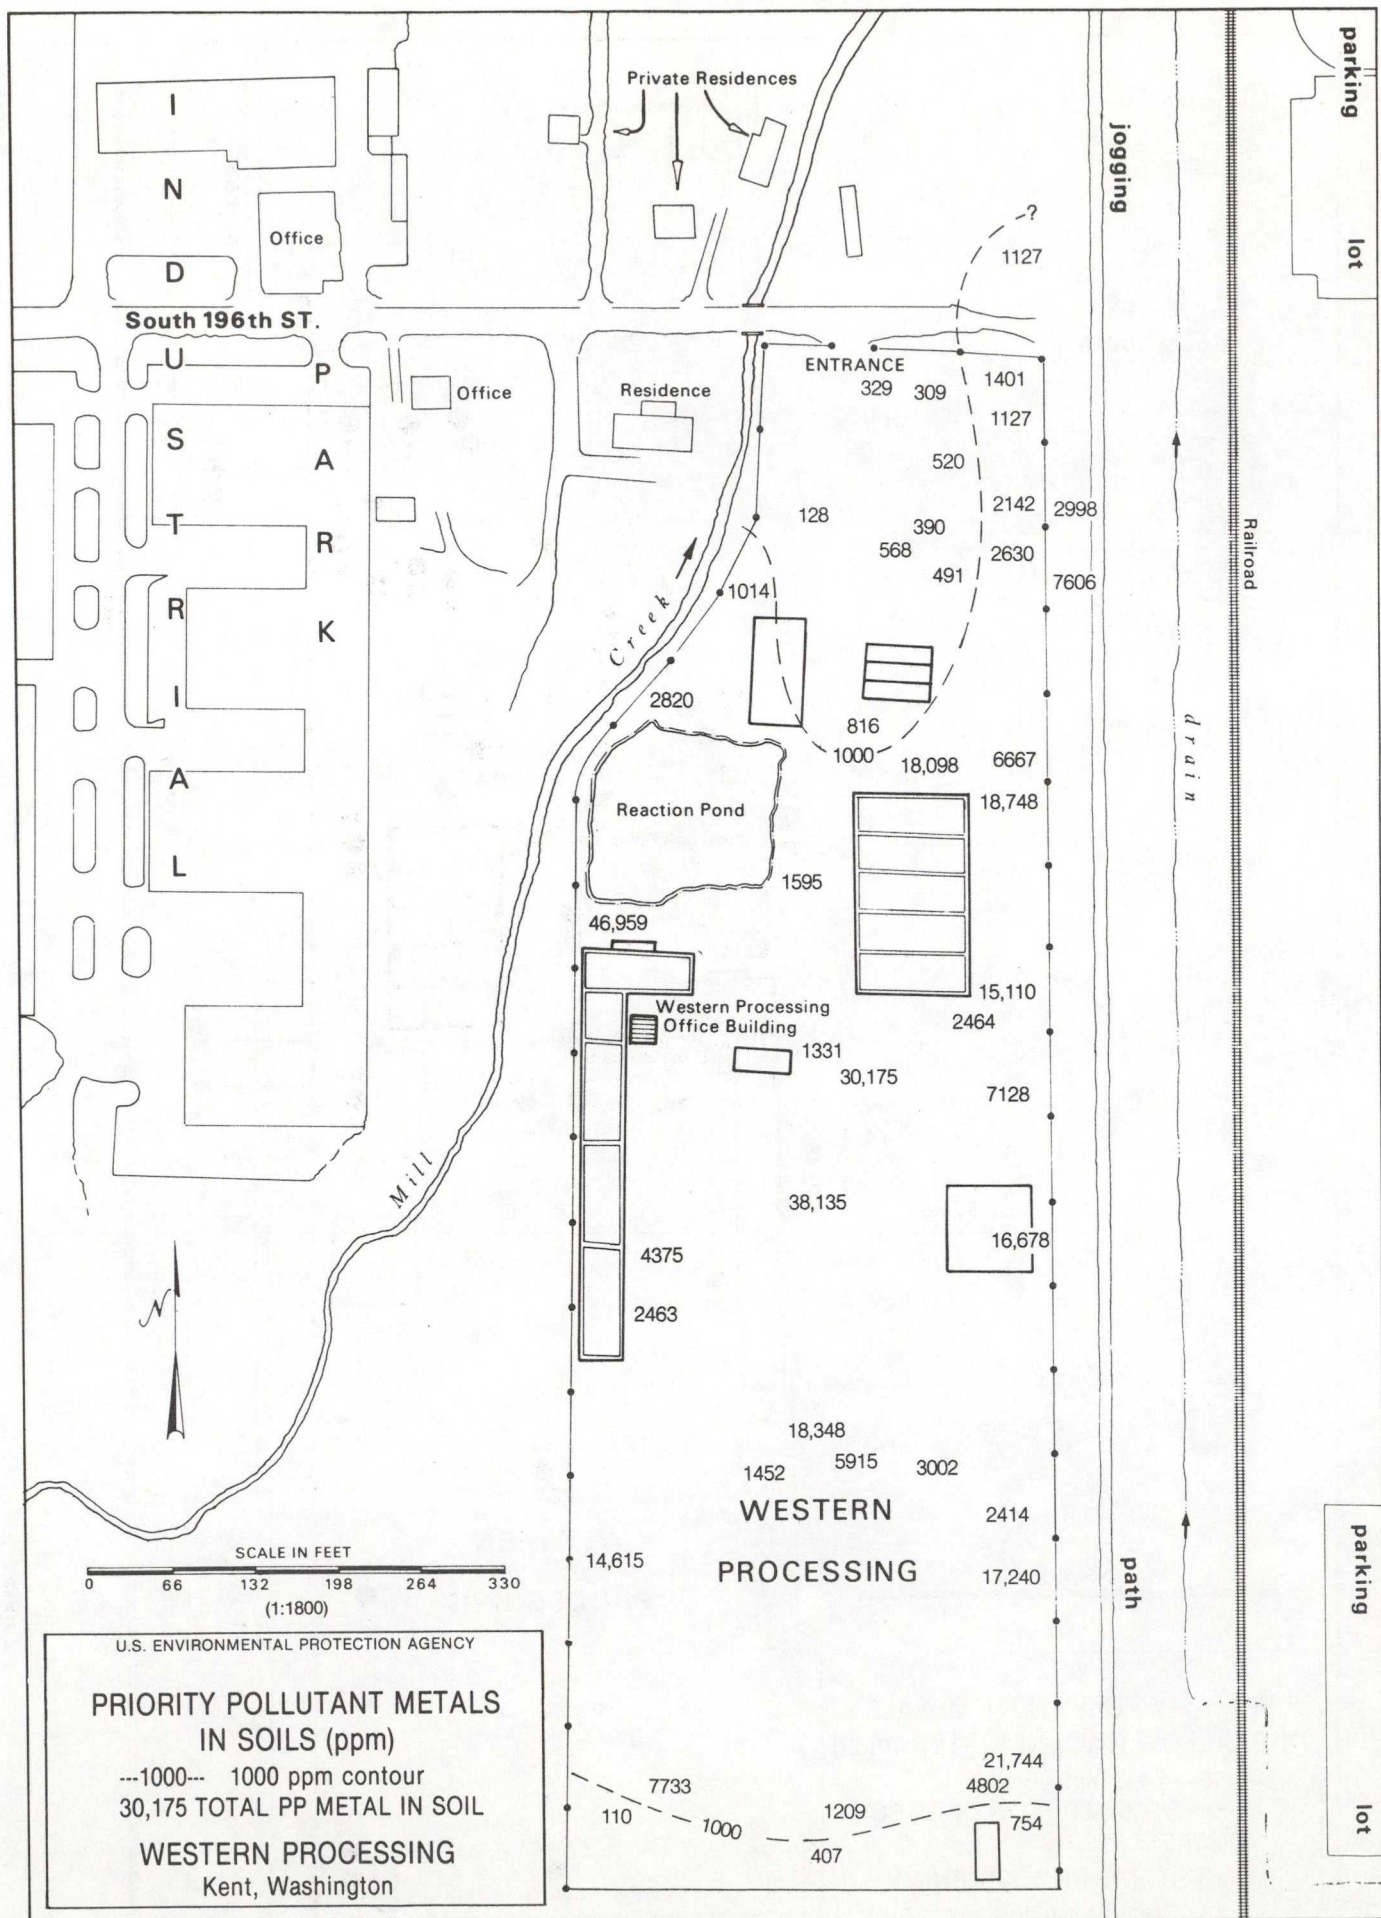 Private Residences
parking
lot
jogging
?
1127
Office
South 196th ST.
INDUSTRIAL
PARK
ENTRANCE
329
309
1401
1127
Office
Residence
520
128
2142
2998
390
568
2630
491
7606
1014
Railroad
Creek
2820
816
1000
18,098
6667
drain
18,748
Reaction Pond
1595
46,959
15,110
Western Processing
Office Building
2464
1331
30,175
7128
Mill
38,135
16,678
4375
2463
N
18,348
5915
3002
1452
WESTERN
PROCESSING
2414
14,615
17,240
path
parking
lot
SCALE IN FEET
0 66 132 198 264 330
(1:1800)
21,744
7733
4802
110
1000
1209
754
407
U.S. ENVIRONMENTAL PROTECTION AGENCY
PRIORITY POLLUTANT METALS
IN SOILS (ppm)
---1000--- 1000 ppm contour
30,175 TOTAL PP METAL IN SOIL
WESTERN PROCESSING
Kent, Washington